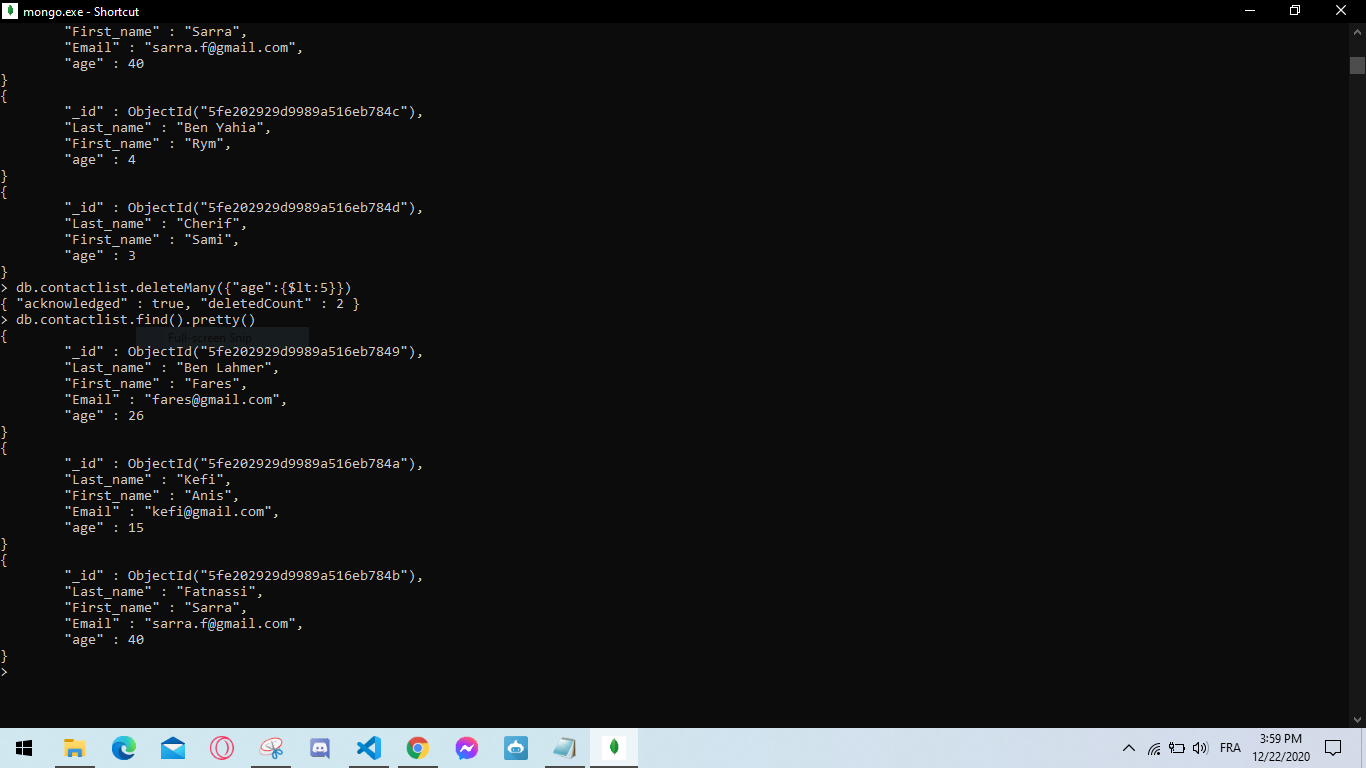 mongo.exe - Shortcut
"First_name" : "Sarra",
"Email" : "sarra.f@gmail.com",
"age" : 40
}
{
"_id" : ObjectId("5fe202929d9989a516eb784c"),
"Last_name" : "Ben Yahia",
"First_name" : "Rym",
"age" : 4
}
{
"_id" : ObjectId("5fe202929d9989a516eb784d"),
"Last_name" : "Cherif",
"First_name" : "Sami",
"age" : 3
}
> db.contactlist.deleteMany({"age":{$lt:5}})
{ "acknowledged" : true, "deletedCount" : 2 }
> db.contactlist.find().pretty()
{
Full-screen Snip
"_id" : ObjectId("5fe202929d9989a516eb7849"),
"Last_name" : "Ben Lahmer",
"First_name" : "Fares",
"Email" : "fares@gmail.com",
"age" : 26
}
{
"_id" : ObjectId("5fe202929d9989a516eb784a"),
"Last_name" : "Kefi",
"First_name" : "Anis",
"Email" : "kefi@gmail.com",
"age" : 15
}
{
"_id" : ObjectId("5fe202929d9989a516eb784b"),
"Last_name" : "Fatnassi",
"First_name" : "Sarra",
"Email" : "sarra.f@gmail.com",
"age" : 40
}
>
FRA
3:59 PM
12/22/2020